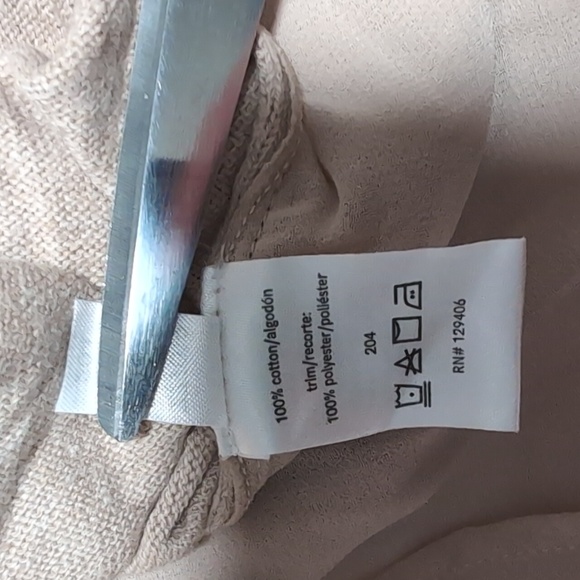 100% cotton/algodón
trim/recorte:
100% polyester/poliéster
204
RN# 129406